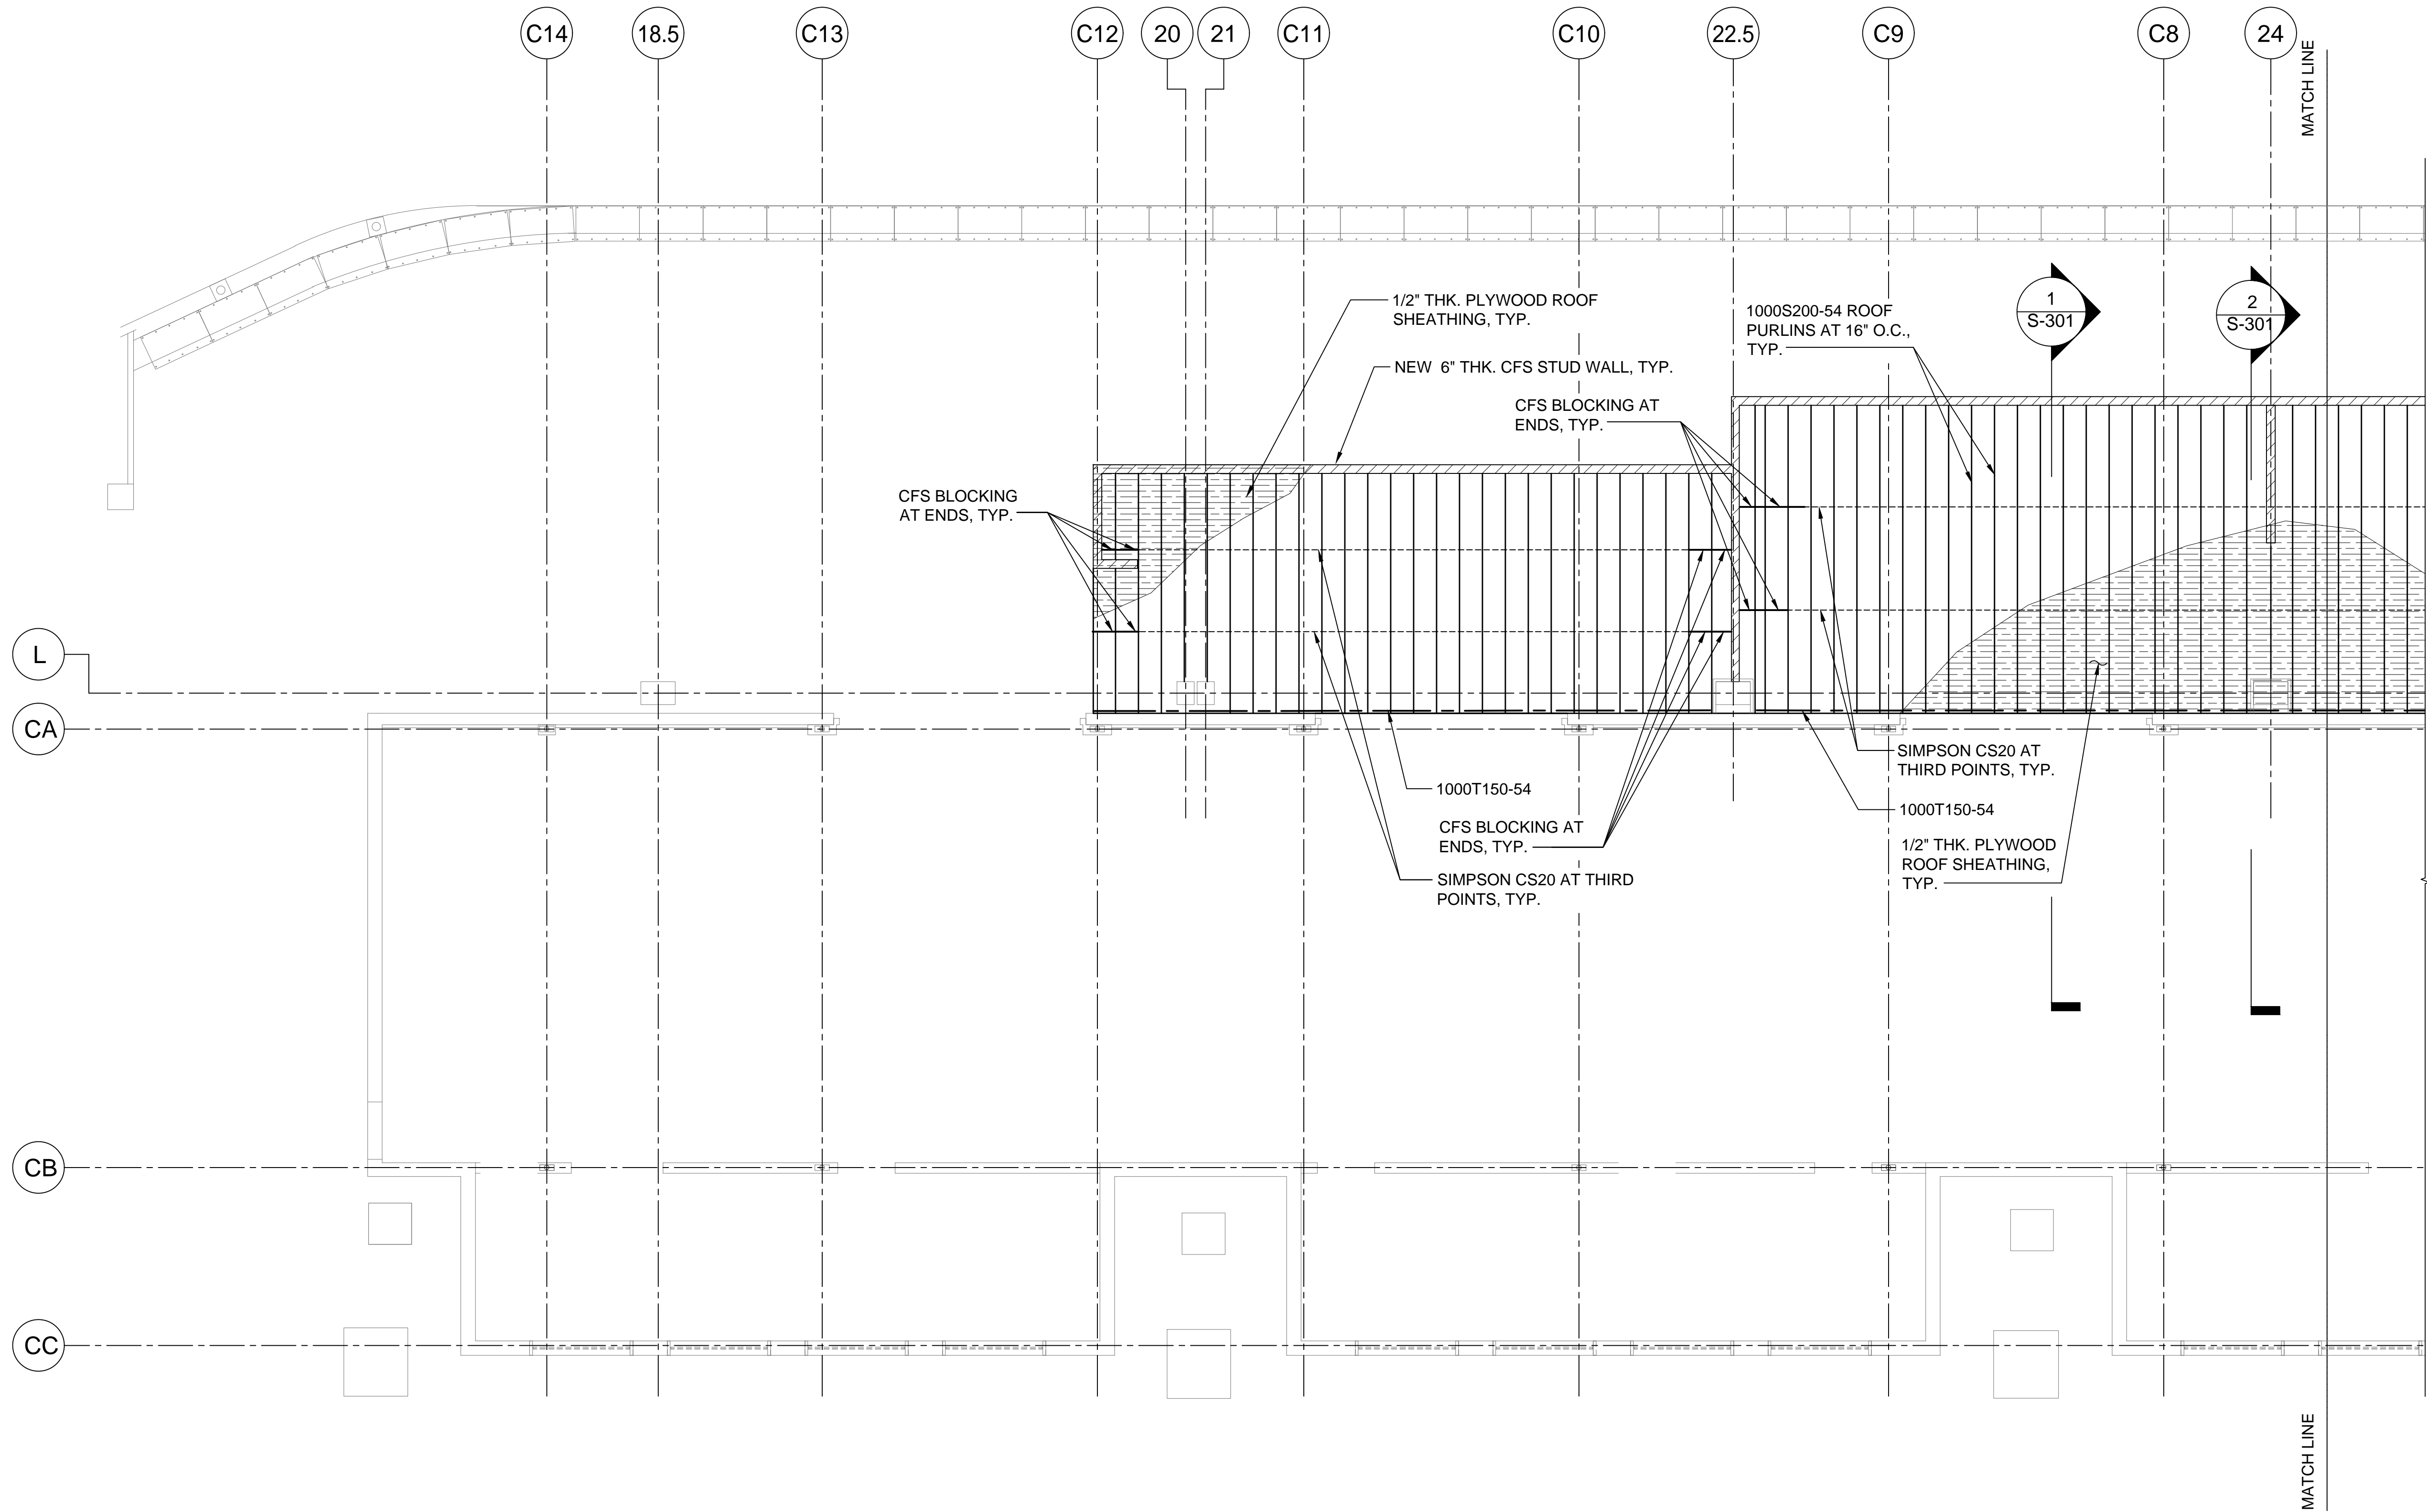 C14
18.5
C13
C12
20
21
C11
C10
22.5
C9
C8
24
MATCH LINE
1/2" THK. PLYWOOD ROOF
SHEATHING, TYP.
1000S200-54 ROOF
PURLINS AT 16" O.C.,
TYP.
1
S-301
2
S-301
NEW 6" THK. CFS STUD WALL, TYP.
CFS BLOCKING AT
ENDS, TYP.
CFS BLOCKING
AT ENDS, TYP.
L
CA
SIMPSON CS20 AT
THIRD POINTS, TYP.
1000T150-54
1000T150-54
CFS BLOCKING AT
ENDS, TYP.
1/2" THK. PLYWOOD
ROOF SHEATHING,
TYP.
SIMPSON CS20 AT THIRD
POINTS, TYP.
CB
CC
MATCH LINE